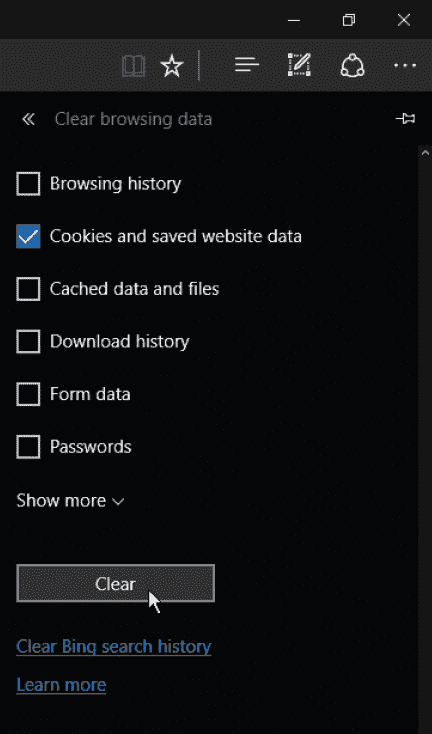 Clear browsing data
Browsing history
Cookies and saved website data
Cached data and files
Download history
Form data
Passwords
Show more
Clear
Clear Bing search history
Learn more